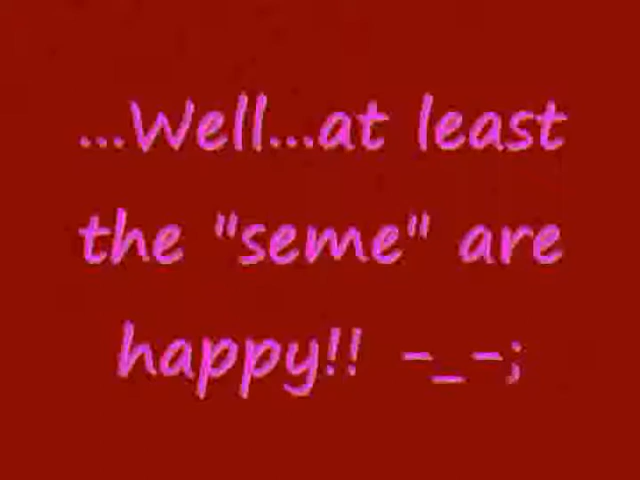 ...Well...at least
the "seme" are
happy!! -_-;